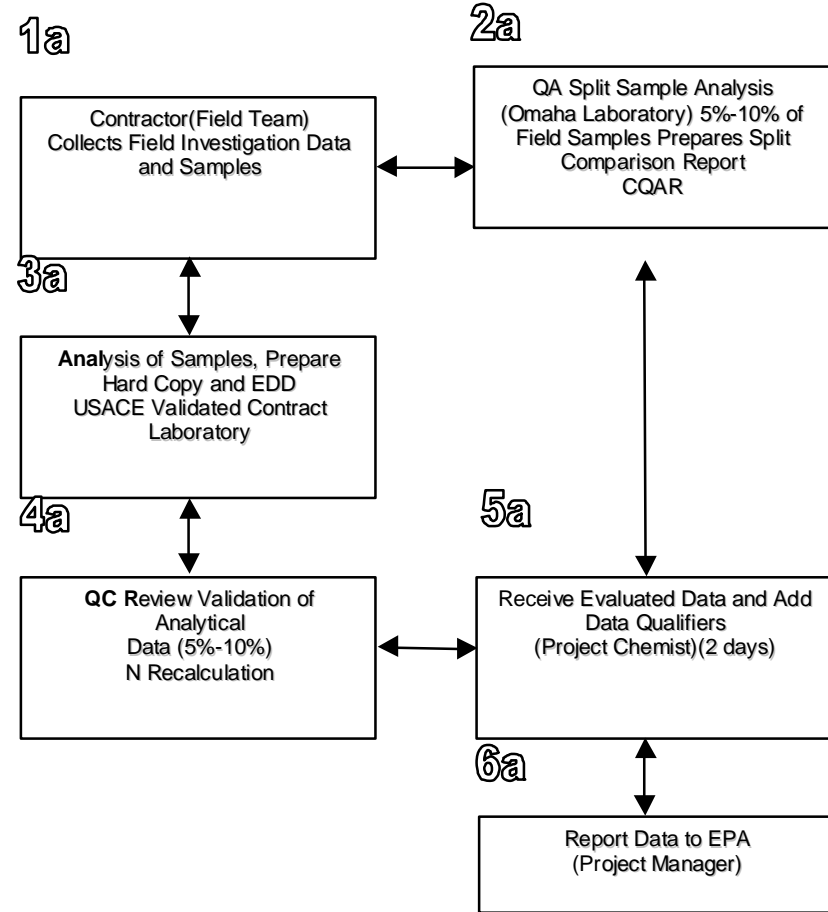 1a
Contractor(Field Team)
Collects Field Investigation Data
and Samples
2a
QA Split Sample Analysis
(Omaha Laboratory) 5%-10% of
Field Samples Prepares Split
Comparison Report
CQAR
3a
Analysis of Samples, Prepare
Hard Copy and EDD
USACE Validated Contract
Laboratory
4a
QC Review Validation of
Analytical
Data (5%-10%)
N Recalculation
5a
Receive Evaluated Data and Add
Data Qualifiers
(Project Chemist)(2 days)
6a
Report Data to EPA
(Project Manager)